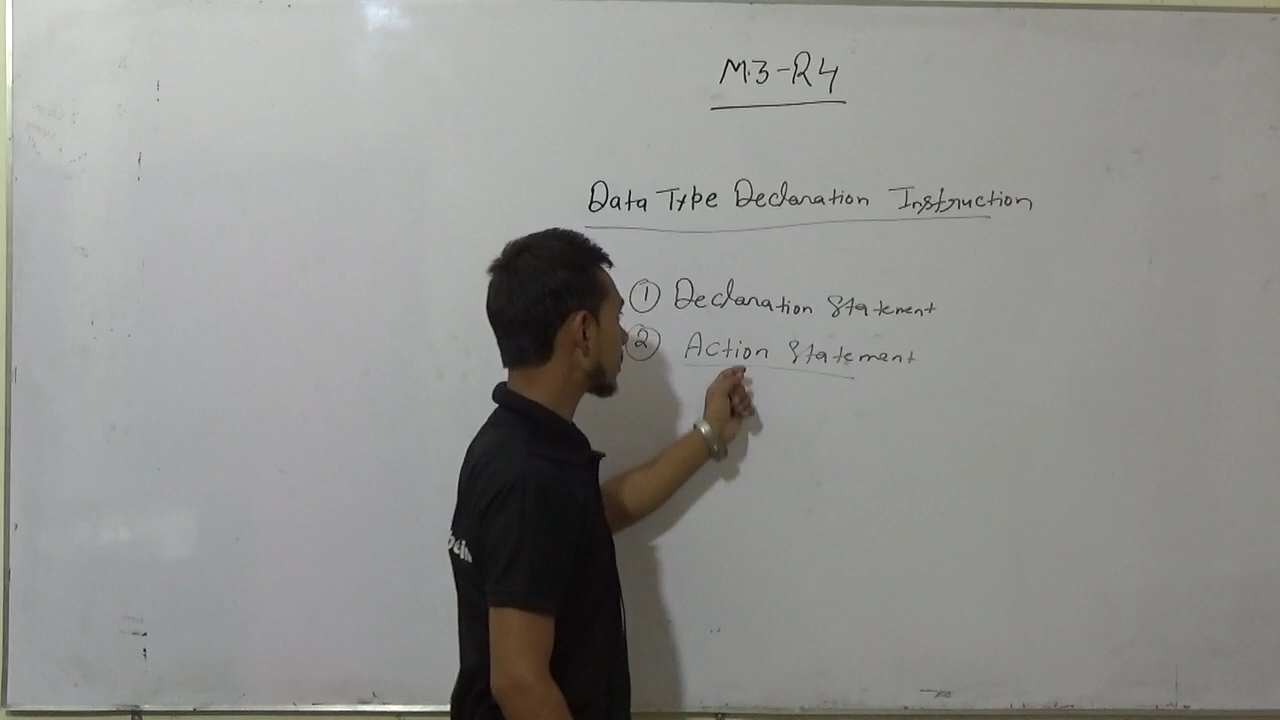 M3-R4
Data Type Declaration Instruction
① Declaration Statement
② Action Statement